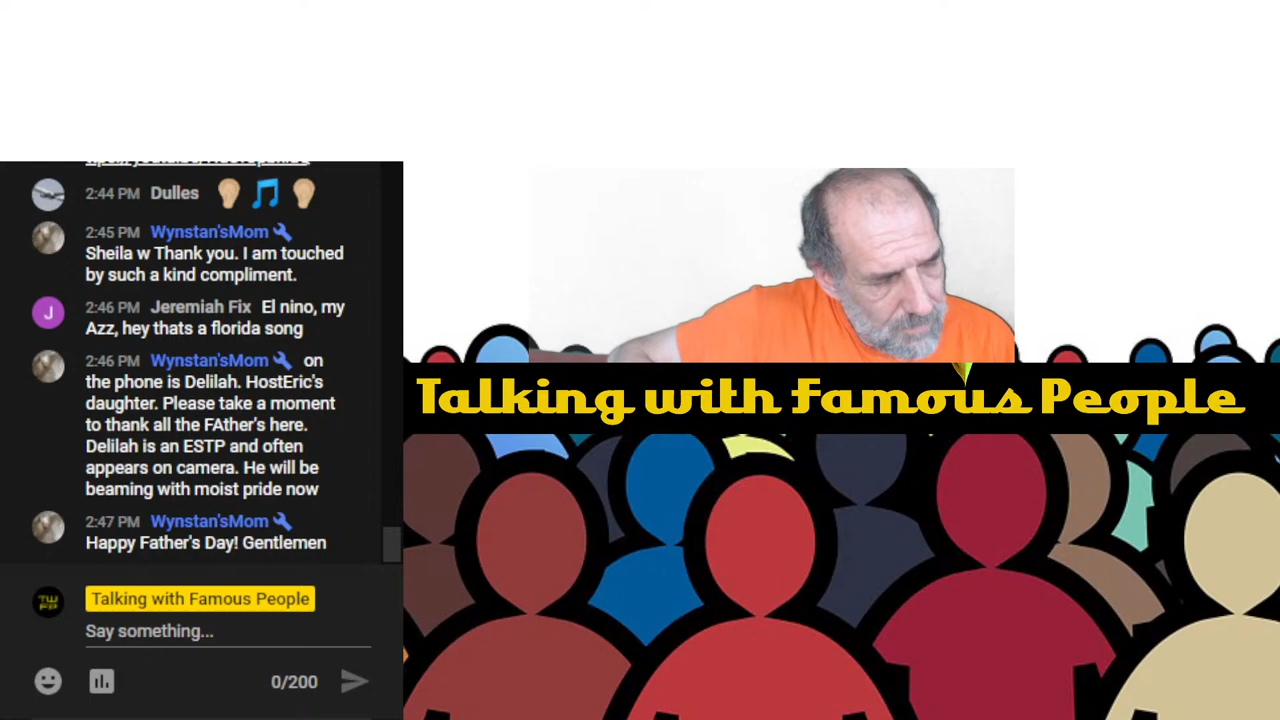 2:44 PM Dulles
2:45 PM Wynstan'sMom
Sheila w Thank you. I am touched
by such a kind compliment.
J
2:46 PM Jeremiah Fix El nino, my
Azz, hey thats a florida song
2:46 PM Wynstan'sMom on
the phone is Delilah. HostEric's
daughter. Please take a moment
to thank all the FAther's here.
Delilah is an ESTP and often
appears on camera. He will be
beaming with moist pride now
2:47 PM Wynstan'sMom
Happy Father's Day! Gentlemen
TW
FP
Talking with Famous People
Say something...
0/200
Talking with Famous People